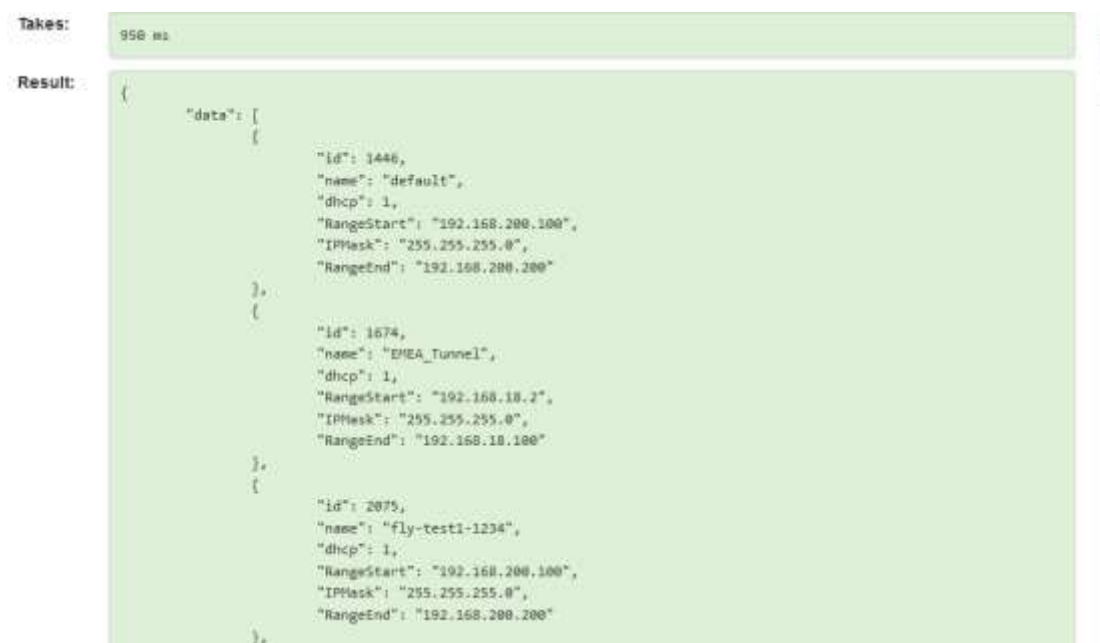 Takes:
950 ms
Result:
{
"data": [
{
"id": 1446,
"name": "default",
"dhcp": 1,
"RangeStart": "192.168.200.100",
"IPMask": "255.255.255.0",
"RangeEnd": "192.168.200.200"
},
{
"id": 1674,
"name": "EMEA_Tunnel",
"dhcp": 1,
"RangeStart": "192.168.18.2",
"IPMask": "255.255.255.0",
"RangeEnd": "192.168.18.100"
},
{
"id": 2075,
"name": "fly-test1-1234",
"dhcp": 1,
"RangeStart": "192.168.200.100",
"IPMask": "255.255.255.0",
"RangeEnd": "192.168.200.200"
},